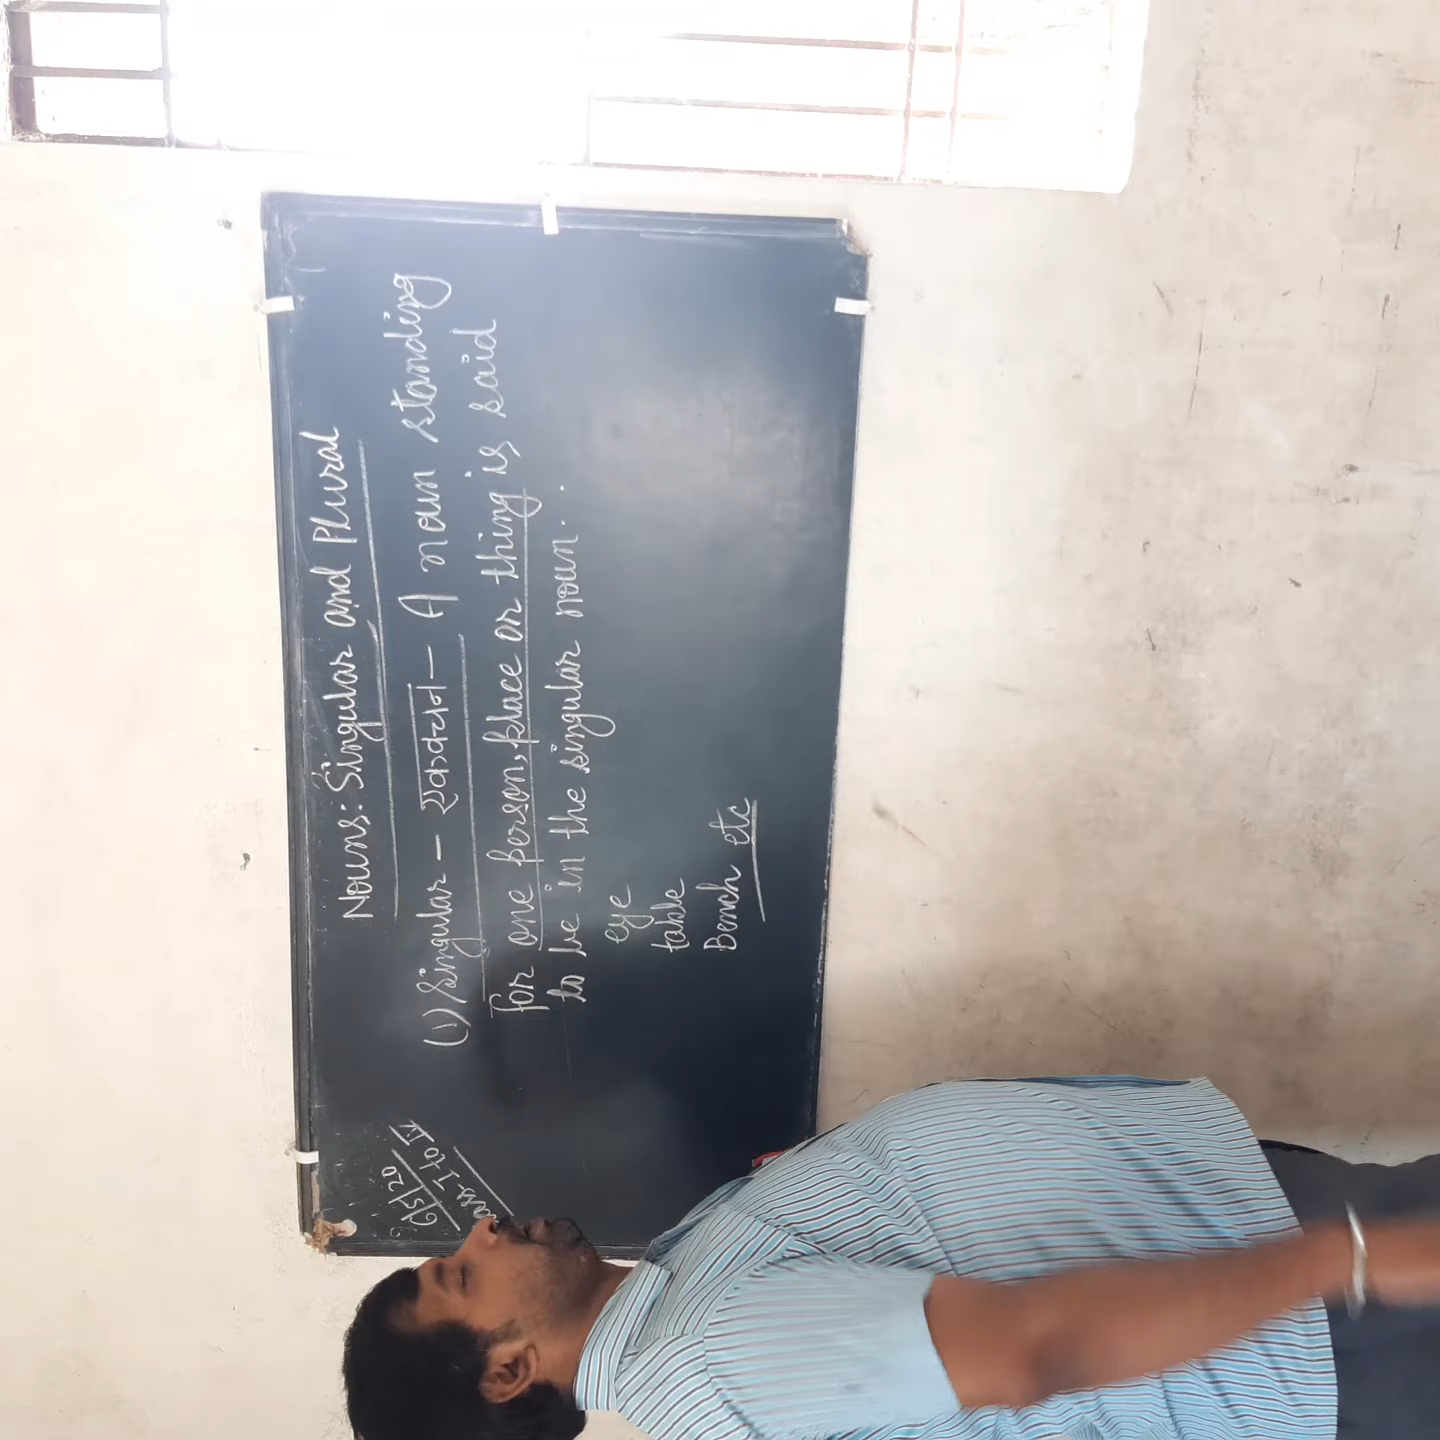 Nouns: Singular and Plural
(1) Singular - एकवचन - A noun standing
for one person, place or thing is said
to be in the singular noun.
eye
table
Bench etc
I to V